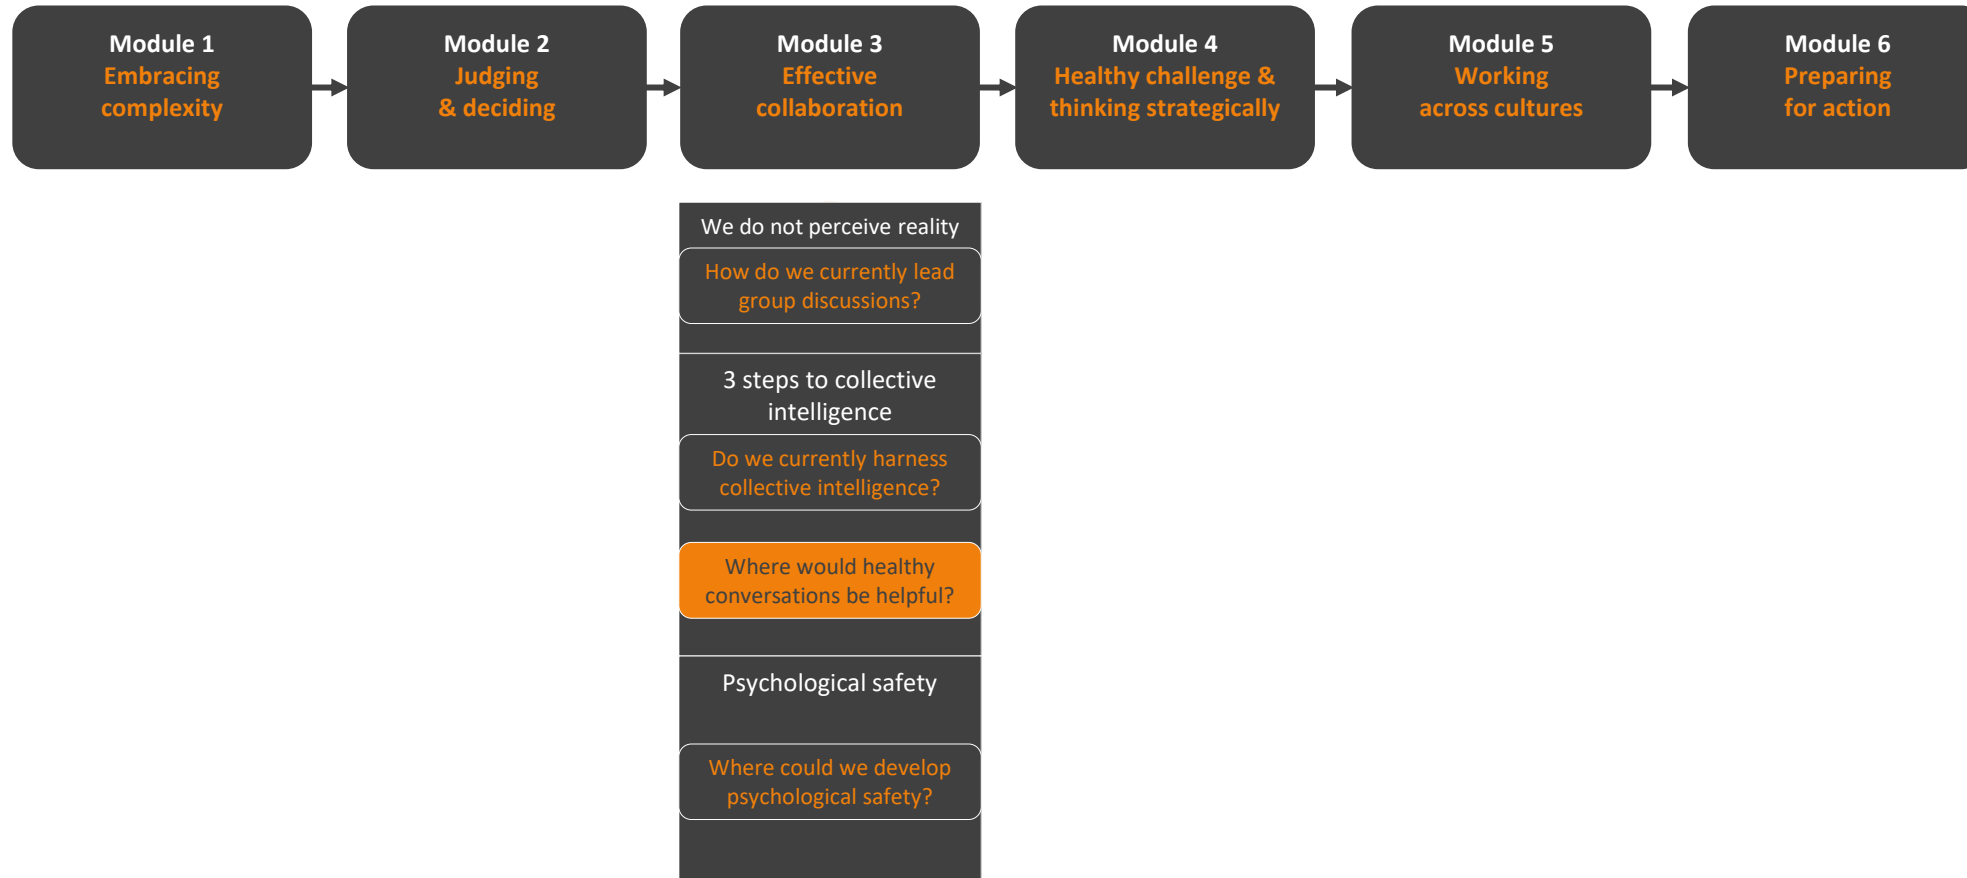 Module 1
Embracing
complexity
Module 2
Judging
& deciding
Module 3
Effective
collaboration
Module 4
Healthy challenge &
thinking strategically
Module 5
Working
across cultures
Module 6
Preparing
for action
We do not perceive reality
How do we currently lead
group discussions?
3 steps to collective
intelligence
Do we currently harness
collective intelligence?
Where would healthy
conversations be helpful?
Psychological safety
Where could we develop
psychological safety?